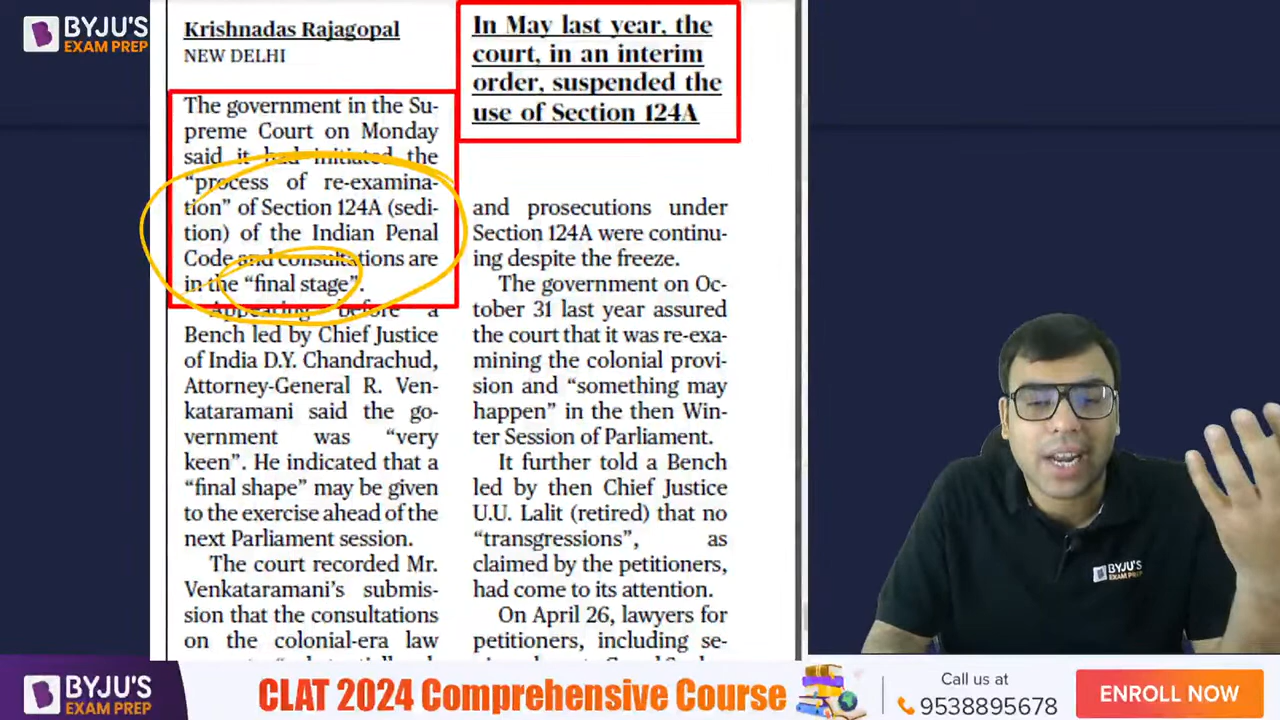 BYJU'S
EXAM PREP
Krishnadas Rajagopal
NEW DELHI
The government in the Su-
preme Court on Monday
said it had initiated the
“process of re-examina-
tion” of Section 124A (sedi-
tion) of the Indian Penal
Code and consultations are
in the “final stage”.
Appearing before a
Bench led by Chief Justice
of India D.Y. Chandrachud,
Attorney-General R. Ven-
kataramani said the go-
vernment was “very
keen”. He indicated that a
“final shape” may be given
to the exercise ahead of the
next Parliament session.
The court recorded Mr.
Venkataramani’s submis-
sion that the consultations
on the colonial-era law
In May last year, the
court, in an interim
order, suspended the
use of Section 124A
and prosecutions under
Section 124A were continu-
ing despite the freeze.
The government on Oc-
tober 31 last year assured
the court that it was re-exa-
mining the colonial provi-
sion and “something may
happen” in the then Win-
ter Session of Parliament.
It further told a Bench
led by then Chief Justice
U.U. Lalit (retired) that no
“transgressions”, as
claimed by the petitioners,
had come to its attention.
On April 26, lawyers for
petitioners, including se-
BYJU'S
EXAM PREP
BYJU'S
EXAM PREP
CLAT 2024 Comprehensive Course
Call us at
9538895678
ENROLL NOW